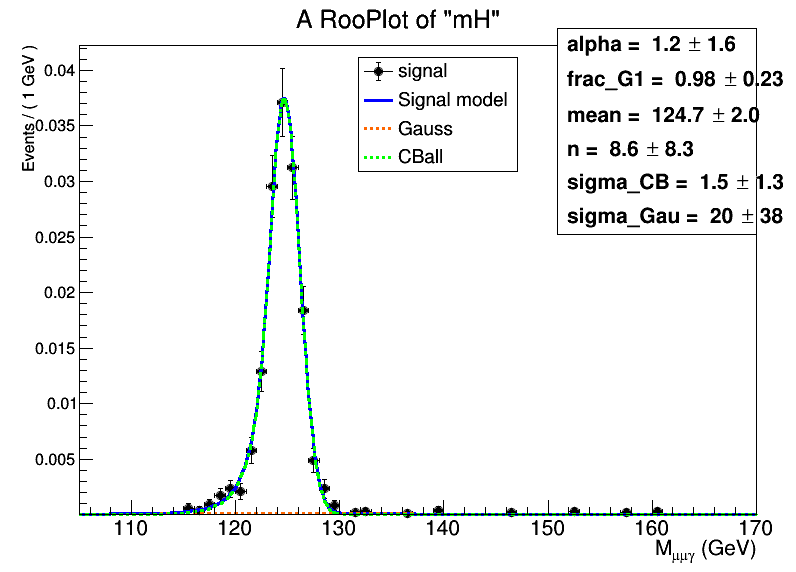 A RooPlot of "mH"
Events / ( 1 GeV )
0.04
0.035
0.03
0.025
0.02
0.015
0.01
0.005
signal
Signal model
Gauss
CBall
alpha = 1.2 ± 1.6
frac_G1 = 0.98 ± 0.23
mean = 124.7 ± 2.0
n = 8.6 ± 8.3
sigma_CB = 1.5 ± 1.3
sigma_Gau = 20 ± 38
110 120 130 140 150 160 170
M_μμγ (GeV)